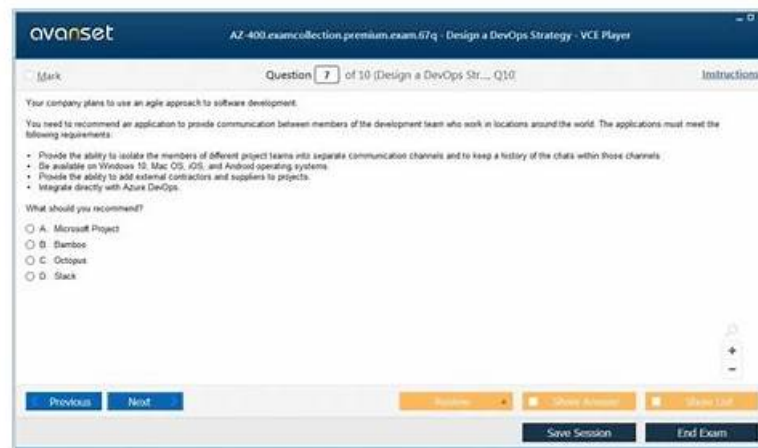 avanset
AZ-400.examcollection.premium.exam.67q - Design a DevOps Strategy - VCE Player
Mark
Question 7 of 10 (Design a DevOps Str..., Q10)
Instructions
Your company plans to use an agile approach to software development.
You need to recommend an application to provide communication between members of the development team who work in locations around the world. The applications must meet the
following requirements:
• Provide the ability to isolate the members of different project teams into separate communication channels and to keep a history of the chats within those channels.
• Be available on Windows 10, Mac OS, iOS, and Android operating systems.
• Provide the ability to add external contractors and suppliers to projects.
• Integrate directly with Azure DevOps.
What should you recommend?
A. Microsoft Project
B. Bamboo
C. Octopus
D. Slack
Previous Next Review Show Answer Show List
Save Session End Exam